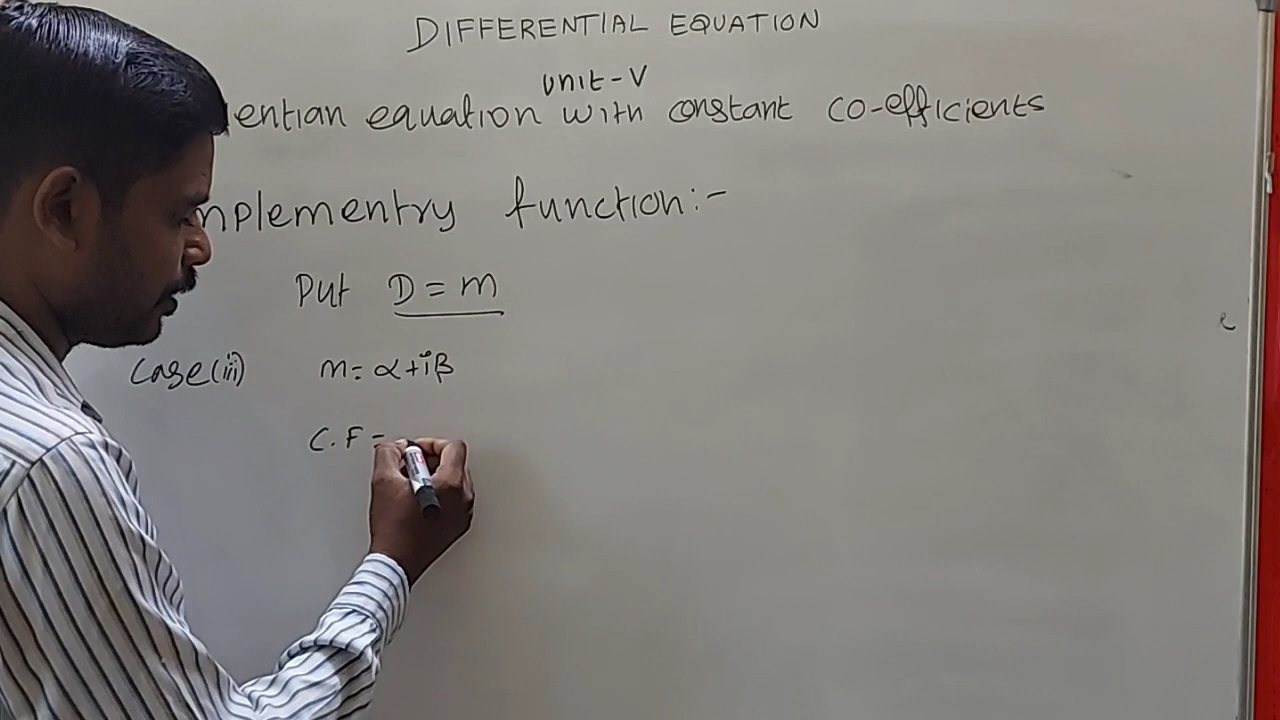 DIFFERENTIAL EQUATION
Unit-V
entian equation with constant co-efficients
mplementry function:-
Put D = m
Case(iii) m = α+iβ
C.F =